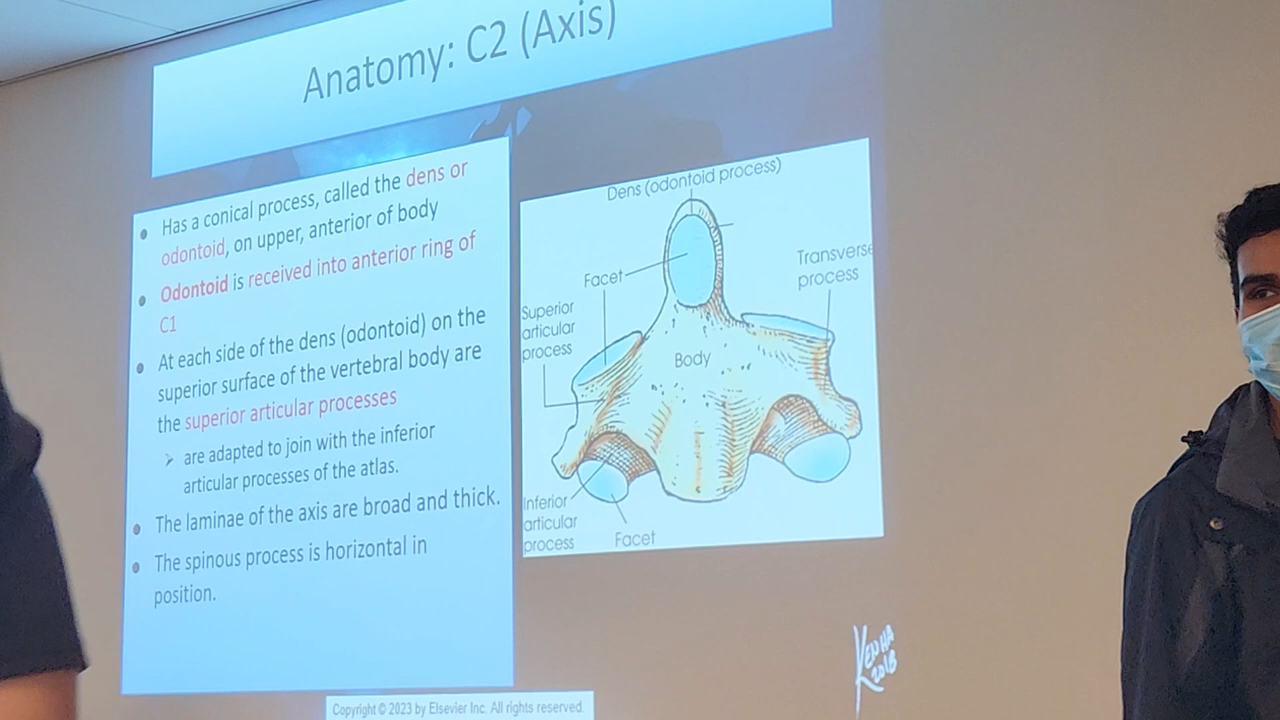 Anatomy: C2 (Axis)
Has a conical process, called the dens or
odontoid, on upper, anterior of body
Odontoid is received into anterior ring of
C1
At each side of the dens (odontoid) on the
superior surface of the vertebral body are
the superior articular processes
are adapted to join with the inferior
articular processes of the atlas.
The laminae of the axis are broad and thick.
The spinous process is horizontal in
position.
Dens (odontoid process)
Facet
Transverse
process
Superior
articular
process
Body
Inferior
articular
process
Facet
KENHA
2018
Copyright © 2023 by Elsevier Inc. All rights reserved.